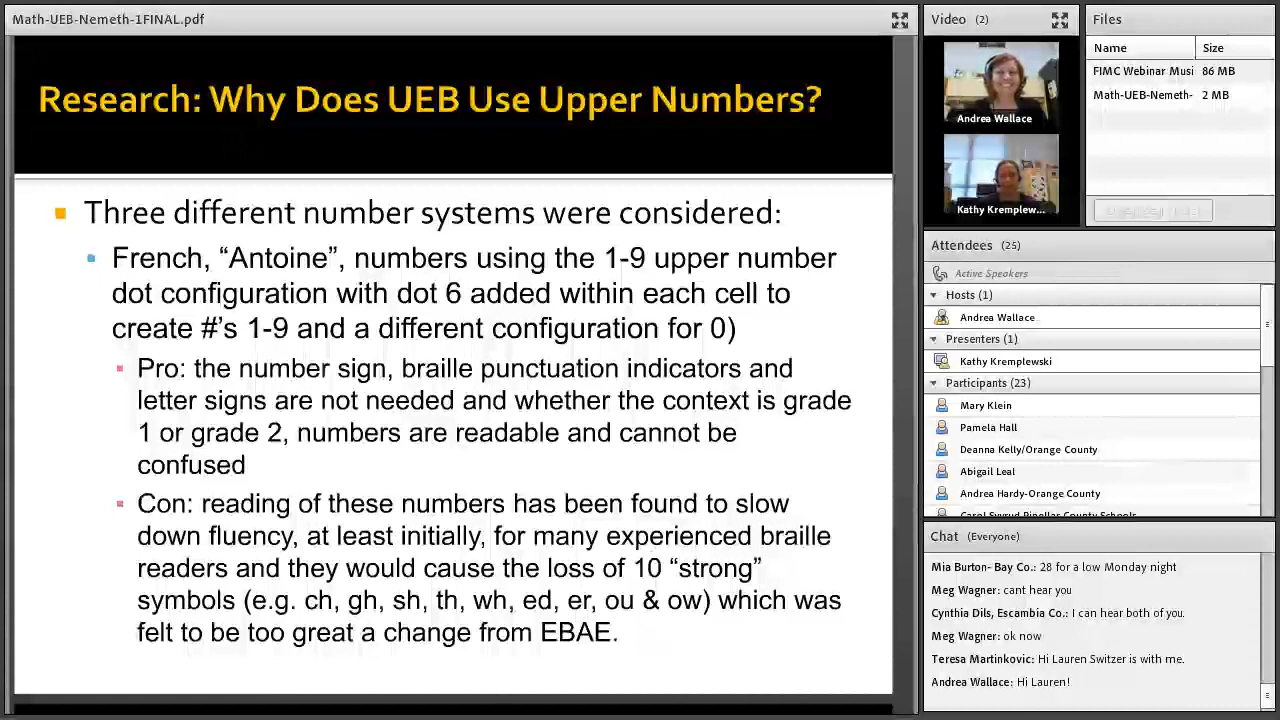 Math-UEB-Nemeth-1FINAL.pdf
Research: Why Does UEB Use Upper Numbers?
Three different number systems were considered:
French, “Antoine”, numbers using the 1-9 upper number
dot configuration with dot 6 added within each cell to
create #’s 1-9 and a different configuration for 0)
Pro: the number sign, braille punctuation indicators and
letter signs are not needed and whether the context is grade
1 or grade 2, numbers are readable and cannot be
confused
Con: reading of these numbers has been found to slow
down fluency, at least initially, for many experienced braille
readers and they would cause the loss of 10 “strong”
symbols (e.g. ch, gh, sh, th, wh, ed, er, ou & ow) which was
felt to be too great a change from EBAE.
Video (2)
Andrea Wallace
Kathy Kremplew...
Files
Name Size
FIMC Webinar Musi 86 MB
Math-UEB-Nemeth- 2 MB
Attendees (25)
Active Speakers
Hosts (1)
Andrea Wallace
Presenters (1)
Kathy Kremplewski
Participants (23)
Mary Klein
Pamela Hall
Deanna Kelly/Orange County
Abigail Leal
Andrea Hardy-Orange County
Chat (Everyone)
Mia Burton- Bay Co.: 28 for a low Monday night
Meg Wagner: cant hear you
Cynthia Dils, Escambia Co.: I can hear both of you.
Meg Wagner: ok now
Teresa Martinkovic: Hi Lauren Switzer is with me.
Andrea Wallace: Hi Lauren!